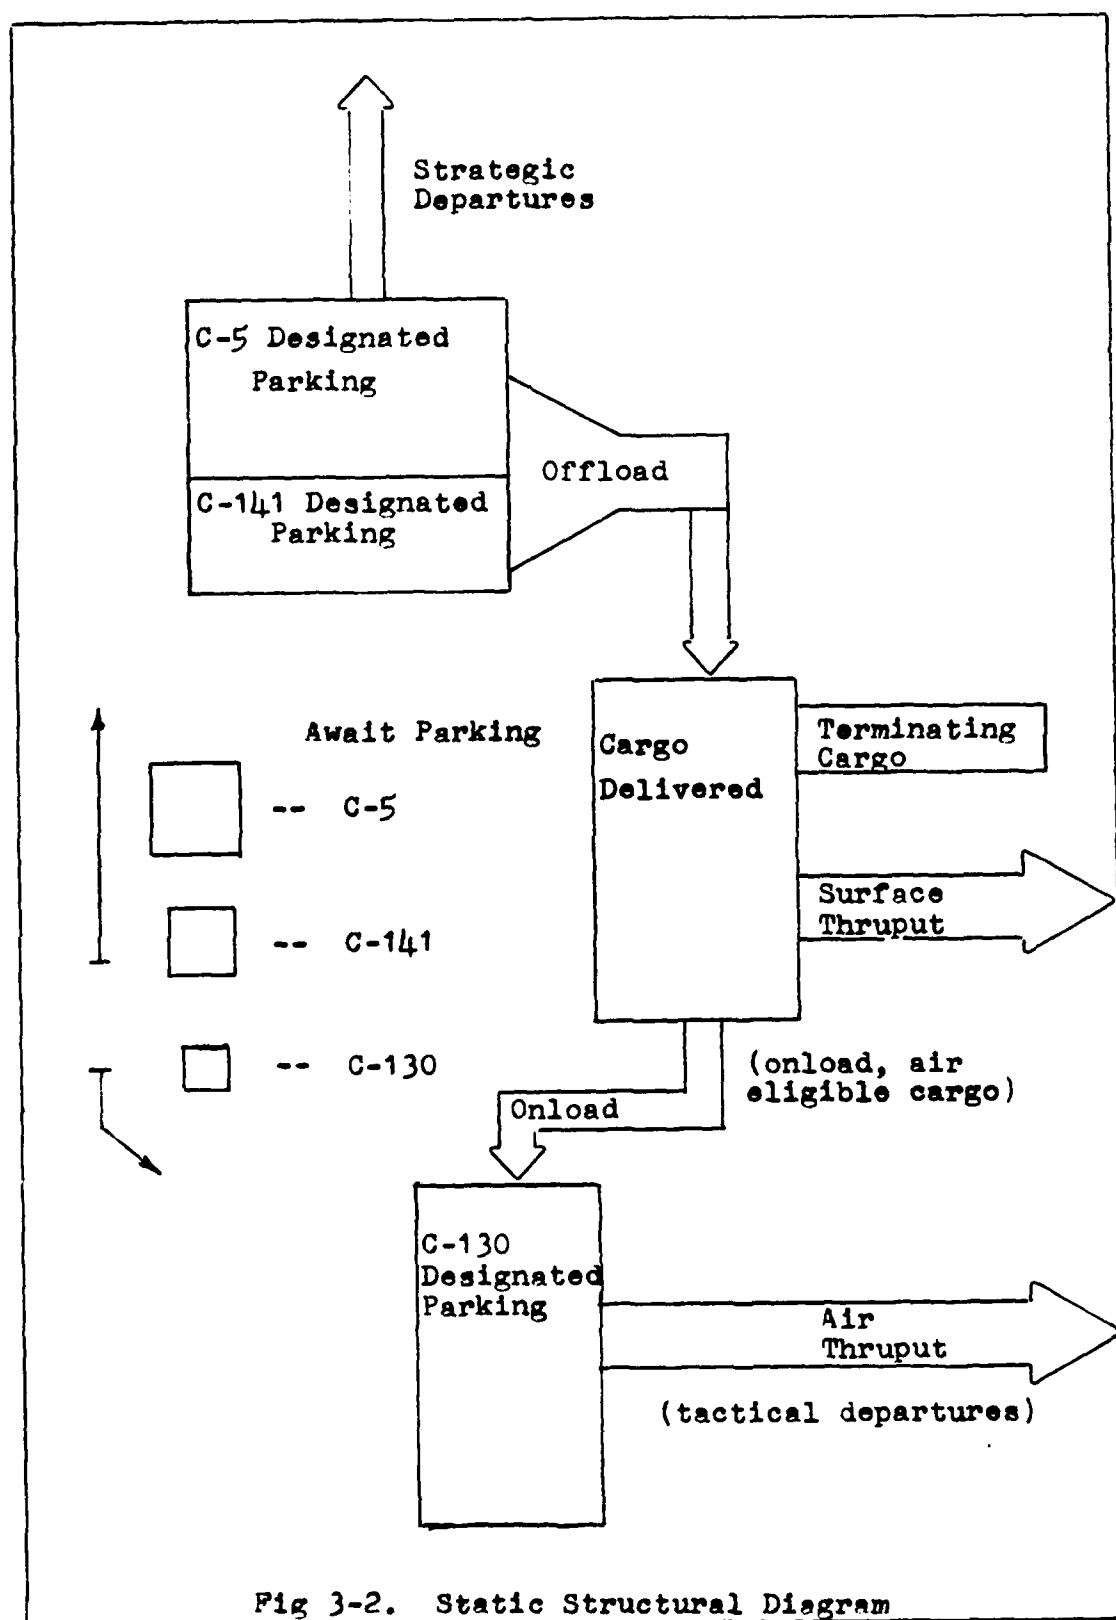 Strategic
Departures
C-5 Designated
Parking
Offload
C-141 Designated
Parking
Await Parking
-- C-5
-- C-141
-- C-130
Cargo
Delivered
Terminating
Cargo
Surface
Thruput
(onload, air
eligible cargo)
Onload
C-130
Designated
Parking
Air
Thruput
(tactical departures)
Fig 3-2. Static Structural Diagram